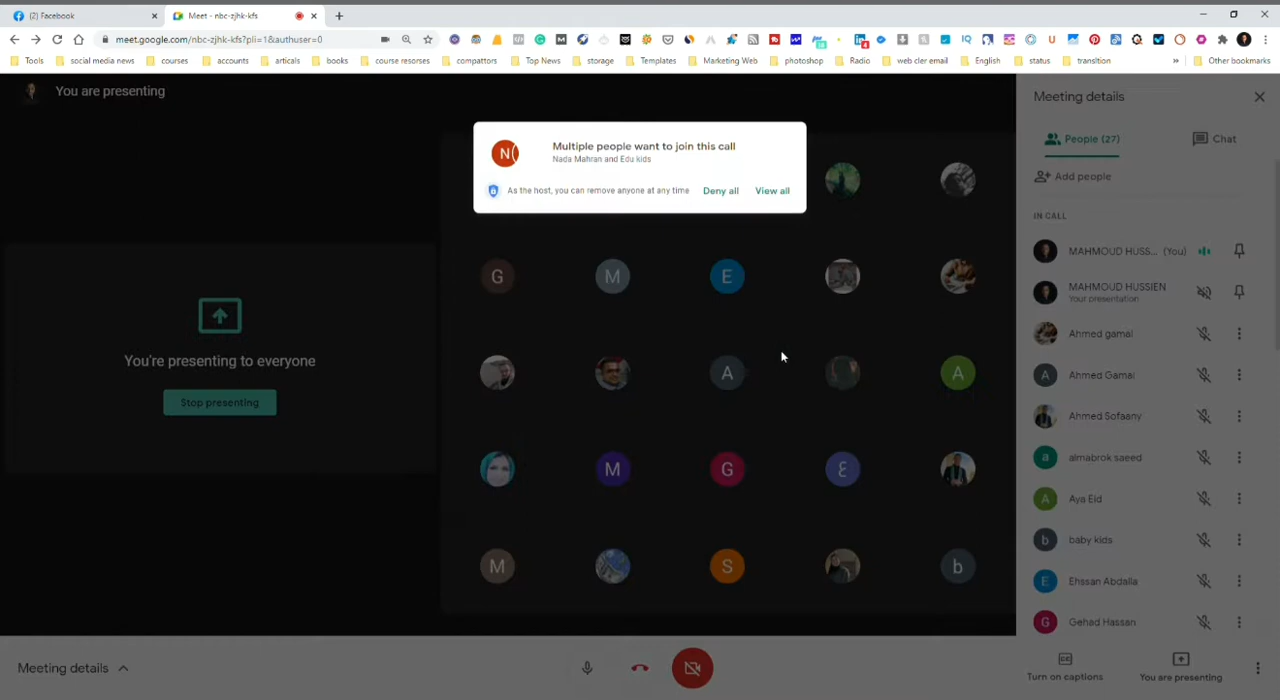 (2) Facebook
Meet - nbc-zjhk-kfs
meet.google.com/nbc-zjhk-kfs?pli=1&authuser=0
Tools
social media news
courses
accounts
articals
books
course resorses
compattors
Top News
storage
Templates
Marketing Web
photoshop
Radio
web cler email
English
status
transltion
»
Other bookmarks
You are presenting
Multiple people want to join this call
Nada Mahran and Edu kids
As the host, you can remove anyone at any time
Deny all
View all
N(
G
M
E
A
A
M
G
ع
M
S
b
You're presenting to everyone
Stop presenting
Meeting details
People (27)
Chat
Add people
IN CALL
MAHMOUD HUSS... (You)
MAHMOUD HUSSIEN
Your presentation
Ahmed gamal
A Ahmed Gamal
Ahmed Sofaany
a almabrok saeed
A Aya Eid
b baby kids
E Ehssan Abdalla
G Gehad Hassan
Meeting details
Turn on captions
You are presenting